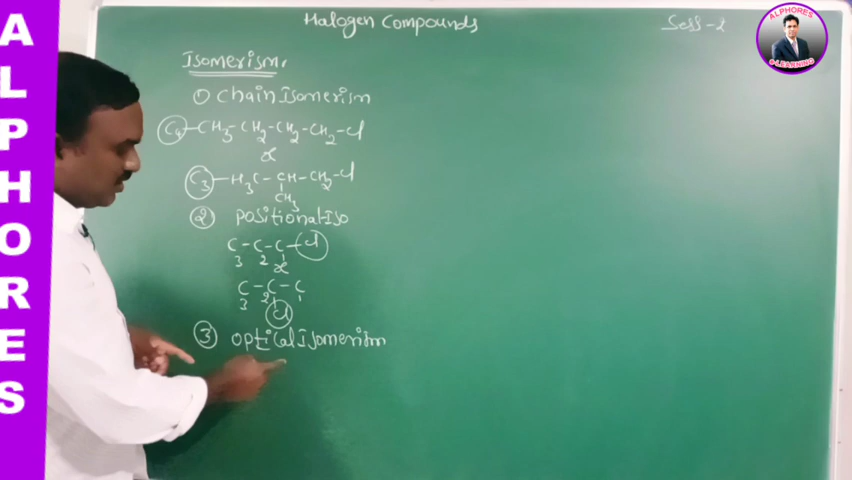 Halogen Compounds
Sess-2
ALPHORES
e-LEARNING
ALPHORES
Isomerism.
① Chain Isomerism
C4 - CH3 - CH2 - CH2 - CH2 - Cl
α
C3 - H3C - CH - CH2 - Cl
CH3
② Positional Iso
C - C - C - Cl
3 2 1
α
C - C - C
3 2 1
Cl
③ Optical Isomerism